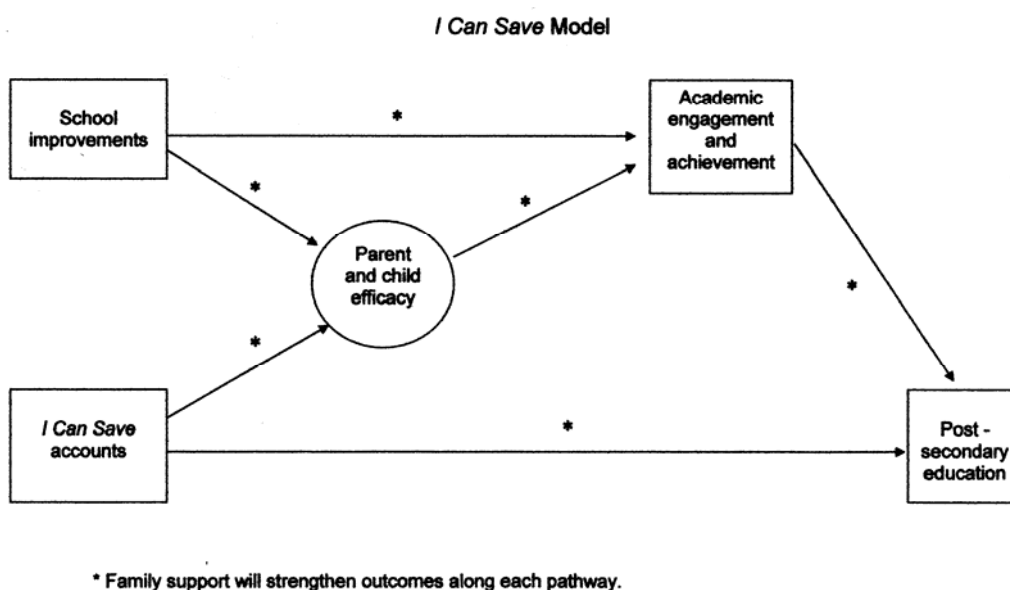 I Can Save Model
School
improvements
*
Academic
engagement
and
achievement
*
*
Parent
and child
efficacy
*
*
I Can Save
accounts
*
Post -
secondary
education
* Family support will strengthen outcomes along each pathway.